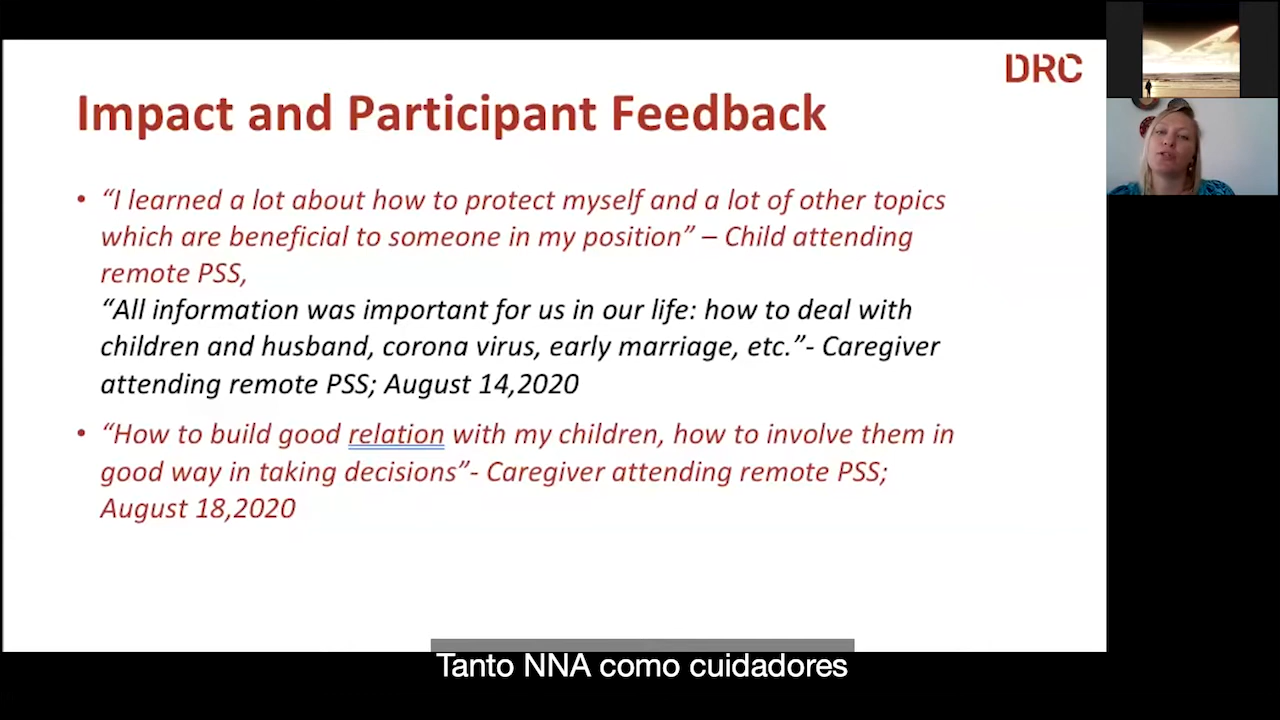 DRC
Impact and Participant Feedback
• “I learned a lot about how to protect myself and a lot of other topics
which are beneficial to someone in my position” – Child attending
remote PSS,
“All information was important for us in our life: how to deal with
children and husband, corona virus, early marriage, etc.”- Caregiver
attending remote PSS; August 14,2020
• “How to build good relation with my children, how to involve them in
good way in taking decisions”- Caregiver attending remote PSS;
August 18,2020
Tanto NNA como cuidadores